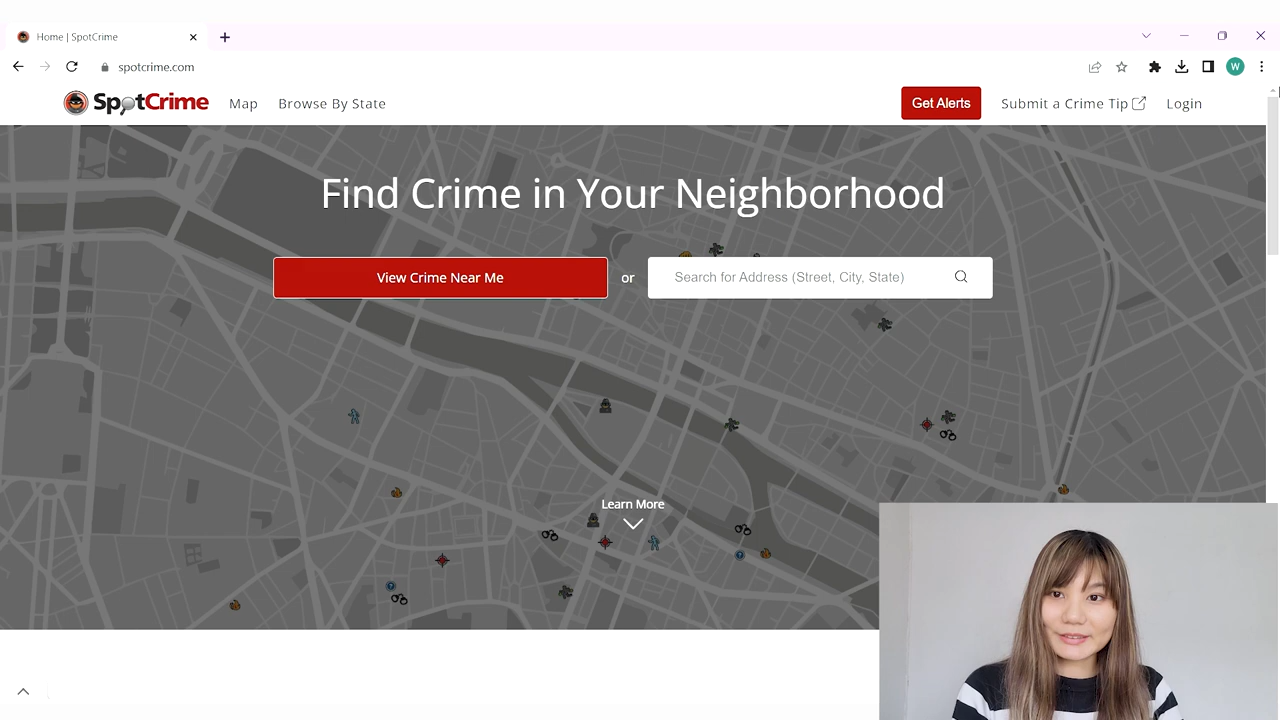 Home | SpotCrime
spotcrime.com
W
SpotCrime
Map
Browse By State
Get Alerts
Submit a Crime Tip
Login
Find Crime in Your Neighborhood
View Crime Near Me
or
Search for Address (Street, City, State)
Learn More